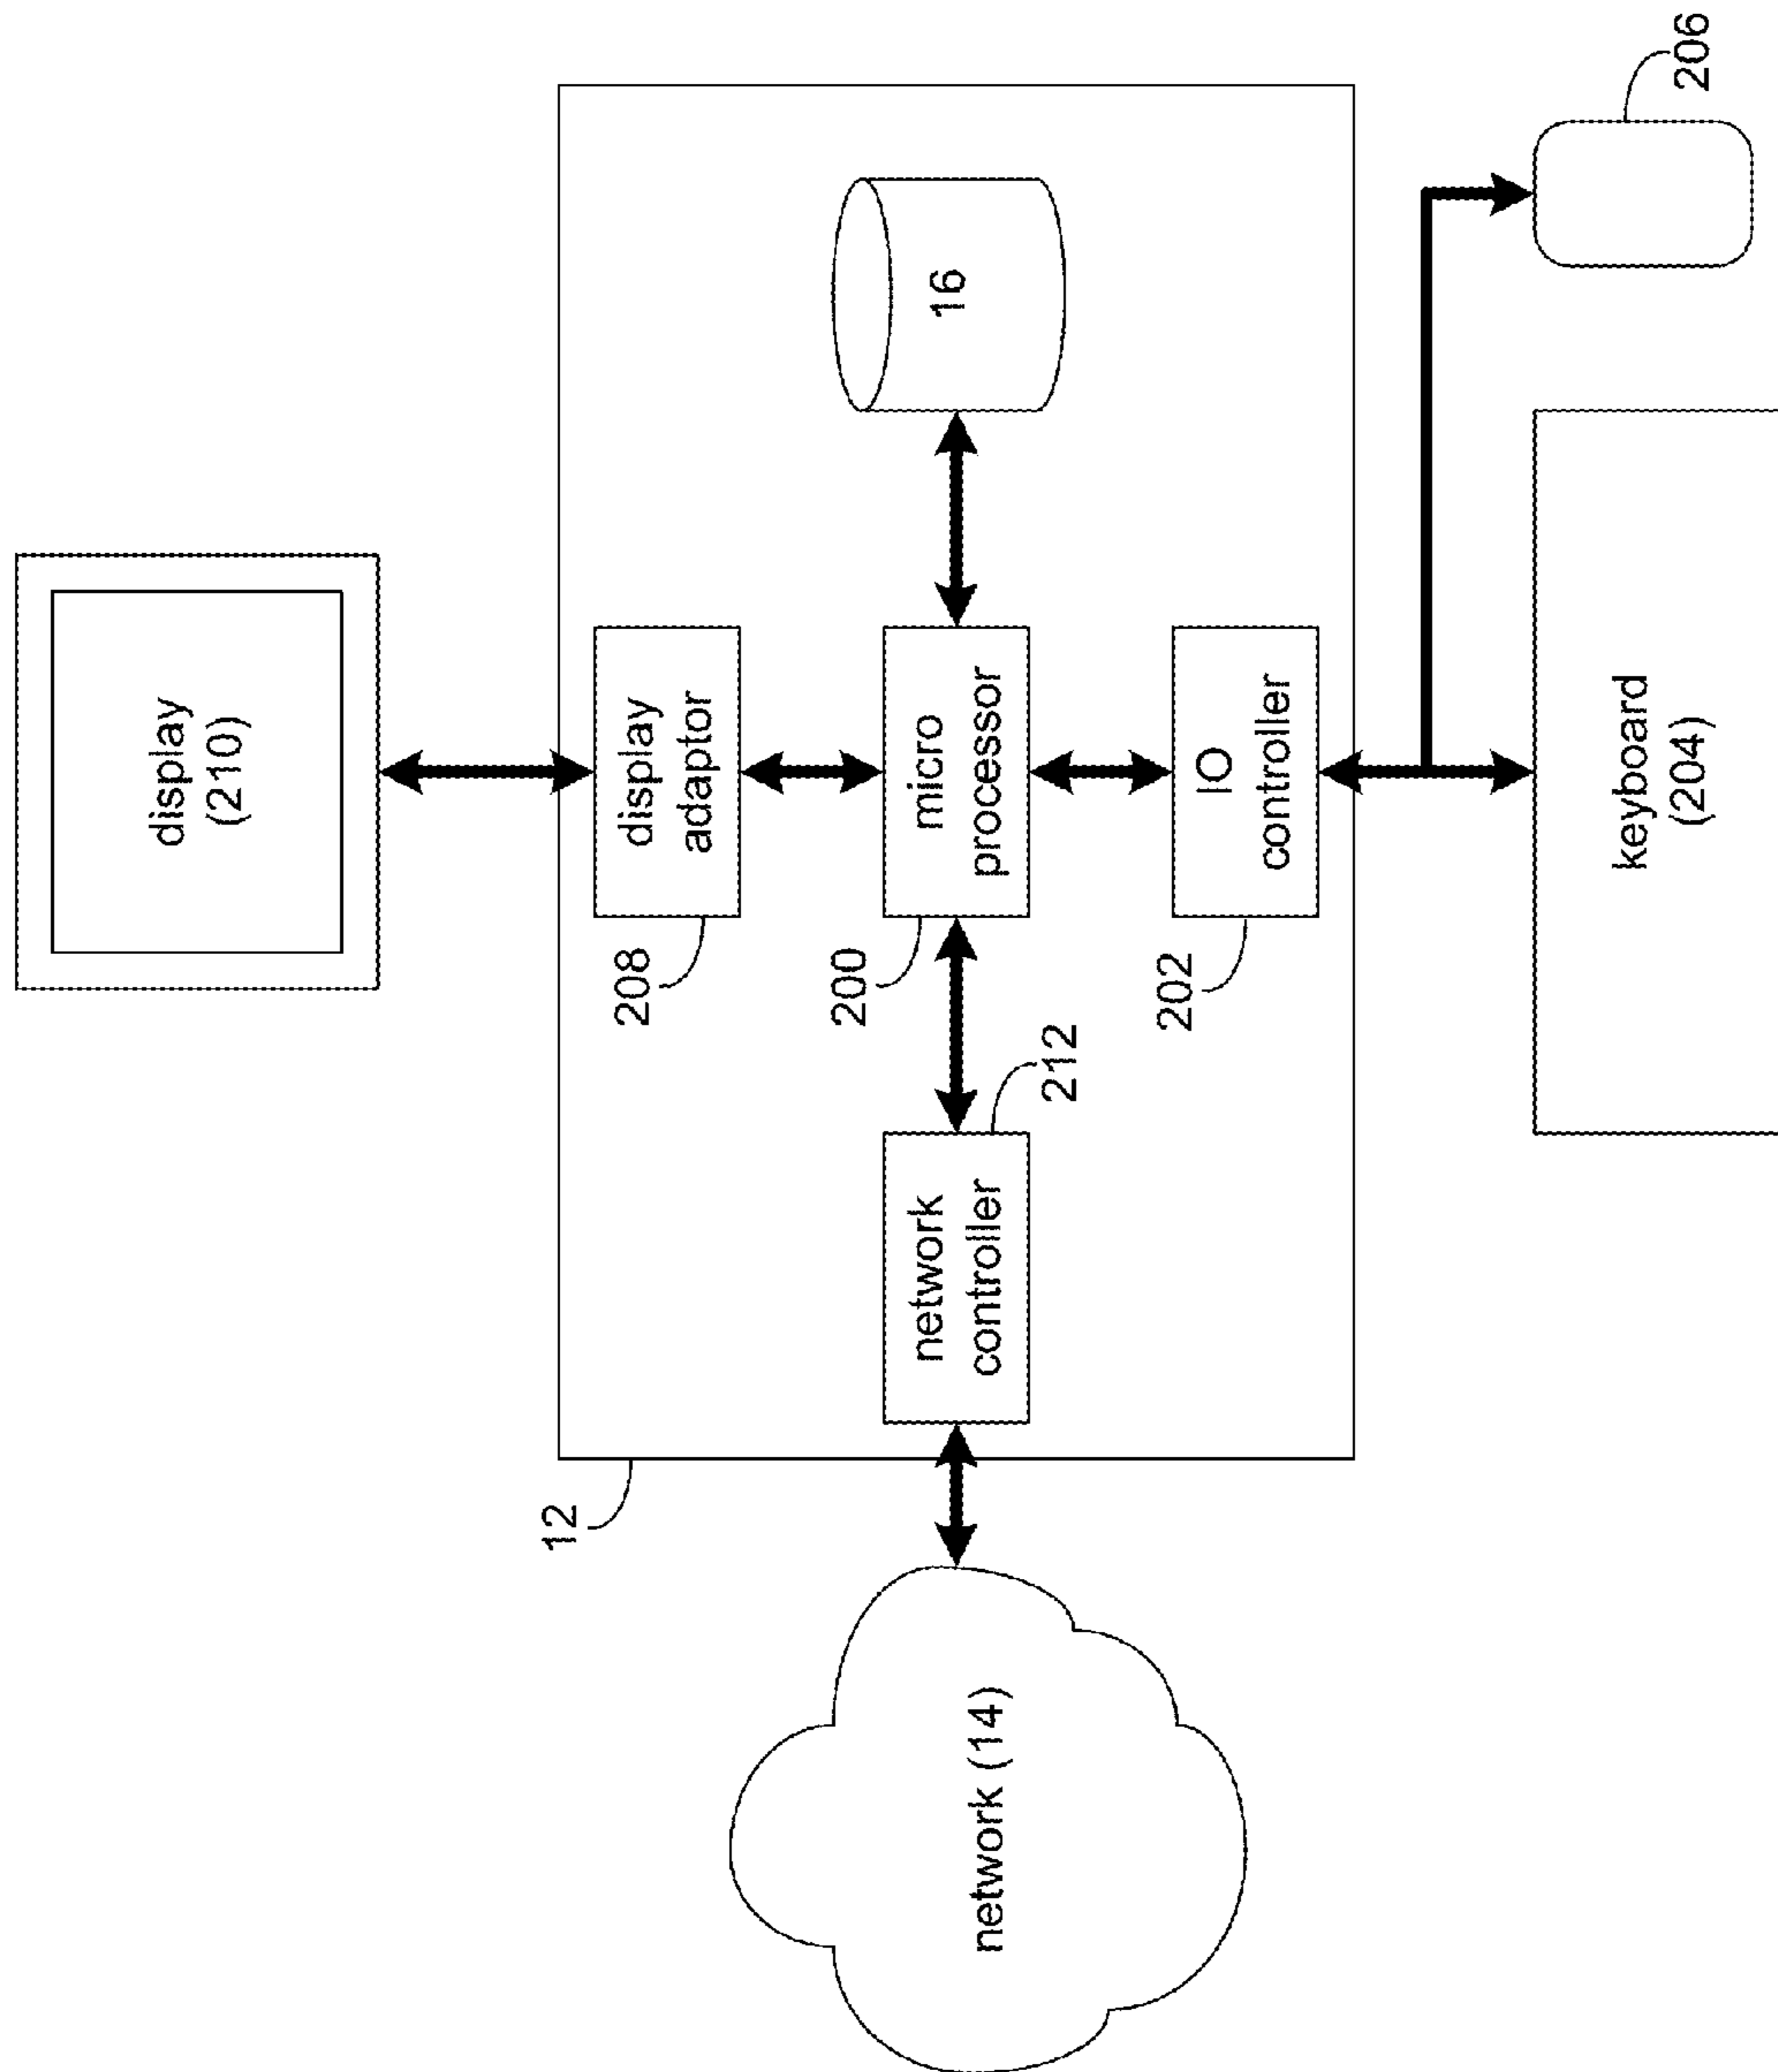 display
(210)
display
adaptor
208
micro
processor
200
16
network
controller
212
IO
controller
202
12
network (14)
keyboard
(204)
206